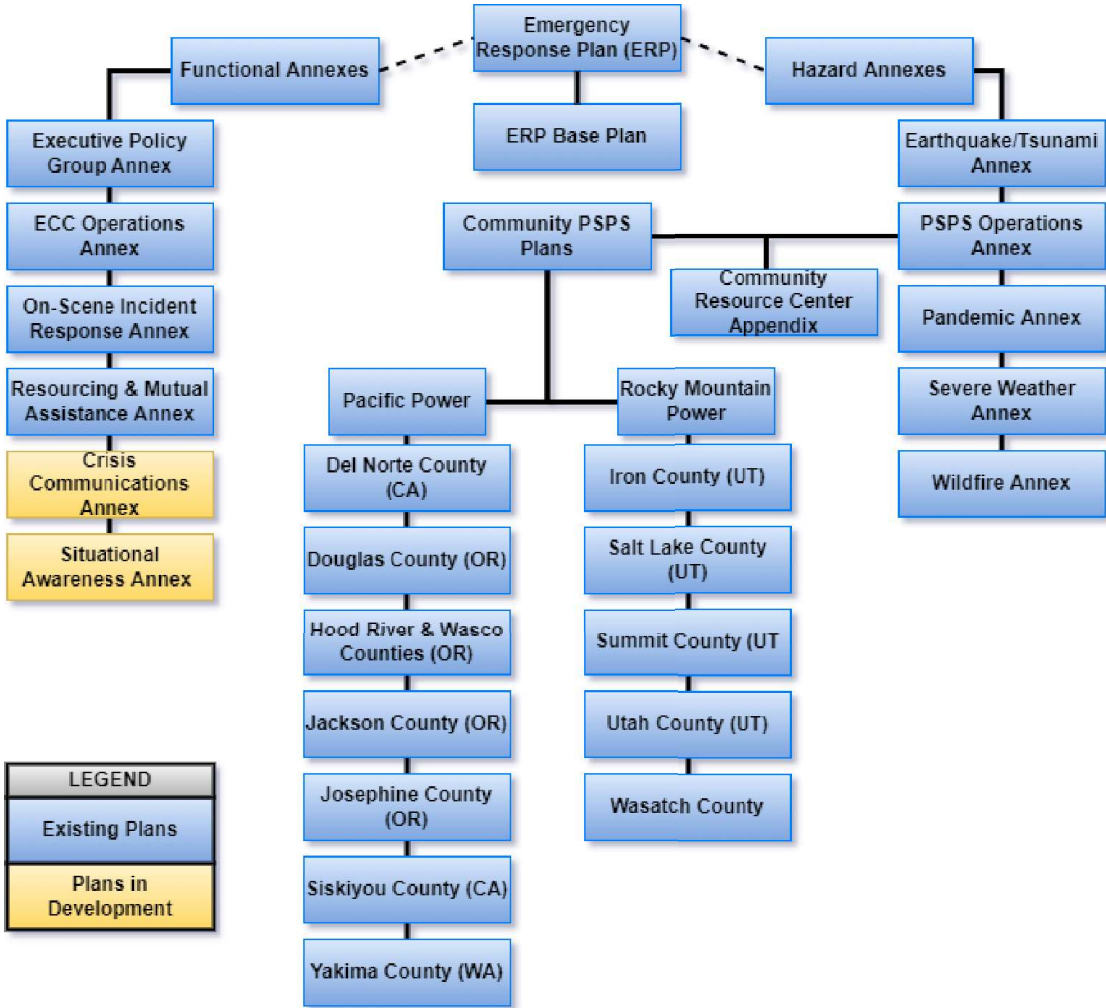 Emergency
Response Plan (ERP)
Functional Annexes
Hazard Annexes
ERP Base Plan
Executive Policy
Group Annex
ECC Operations
Annex
On-Scene Incident
Response Annex
Resourcing & Mutual
Assistance Annex
Crisis
Communications
Annex
Situational
Awareness Annex
Earthquake/Tsunami
Annex
PSPS Operations
Annex
Pandemic Annex
Severe Weather
Annex
Wildfire Annex
Community PSPS
Plans
Community
Resource Center
Appendix
Pacific Power
Del Norte County
(CA)
Douglas County (OR)
Hood River & Wasco
Counties (OR)
Jackson County (OR)
Josephine County
(OR)
Siskiyou County (CA)
Yakima County (WA)
Rocky Mountain
Power
Iron County (UT)
Salt Lake County
(UT)
Summit County (UT
Utah County (UT)
Wasatch County
LEGEND
Existing Plans
Plans in
Development